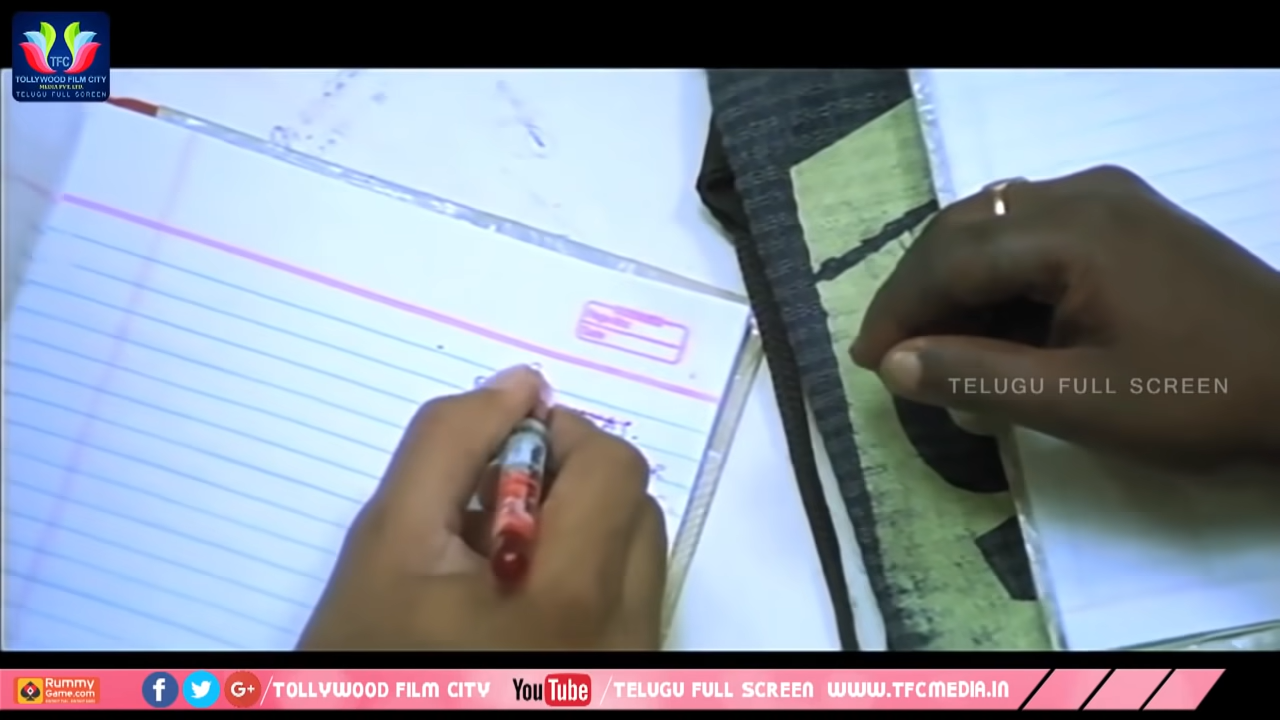 TFC
TOLLYWOOD FILM CITY
MEDIA PVT. LTD.
TELUGU FULL SCREEN
TELUGU FULL SCREEN
Rummy
Game.com
f
G+
/TOLLYWOOD FILM CITY
YouTube
/TELUGU FULL SCREEN
WWW.TFCMEDIA.IN